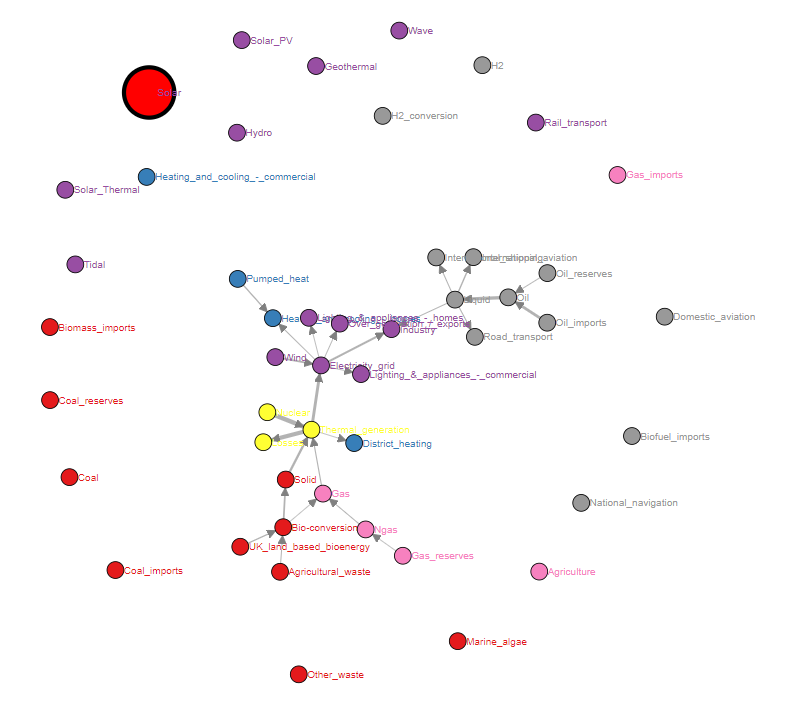 Wave
Solar_PV
H2
Geothermal
Solar
H2_conversion
Rail_transport
Hydro
Gas_imports
Heating_and_cooling_-_commercial
Solar_Thermal
Tidal
Oil_reserves
Pumped_heat
Oil
Domestic_aviation
Oil_imports
Biomass_imports
Industry
Road_transport
Wind
Electricity_grid
Lighting_&_appliances_-_commercial
Coal_reserves
Thermal_generation
Biofuel_imports
District_heating
Coal
Solid
Gas
National_navigation
Bio-conversion
Ngas
UK_land_based_bioenergy
Gas_reserves
Coal_imports
Agricultural_waste
Agriculture
Marine_algae
Other_waste